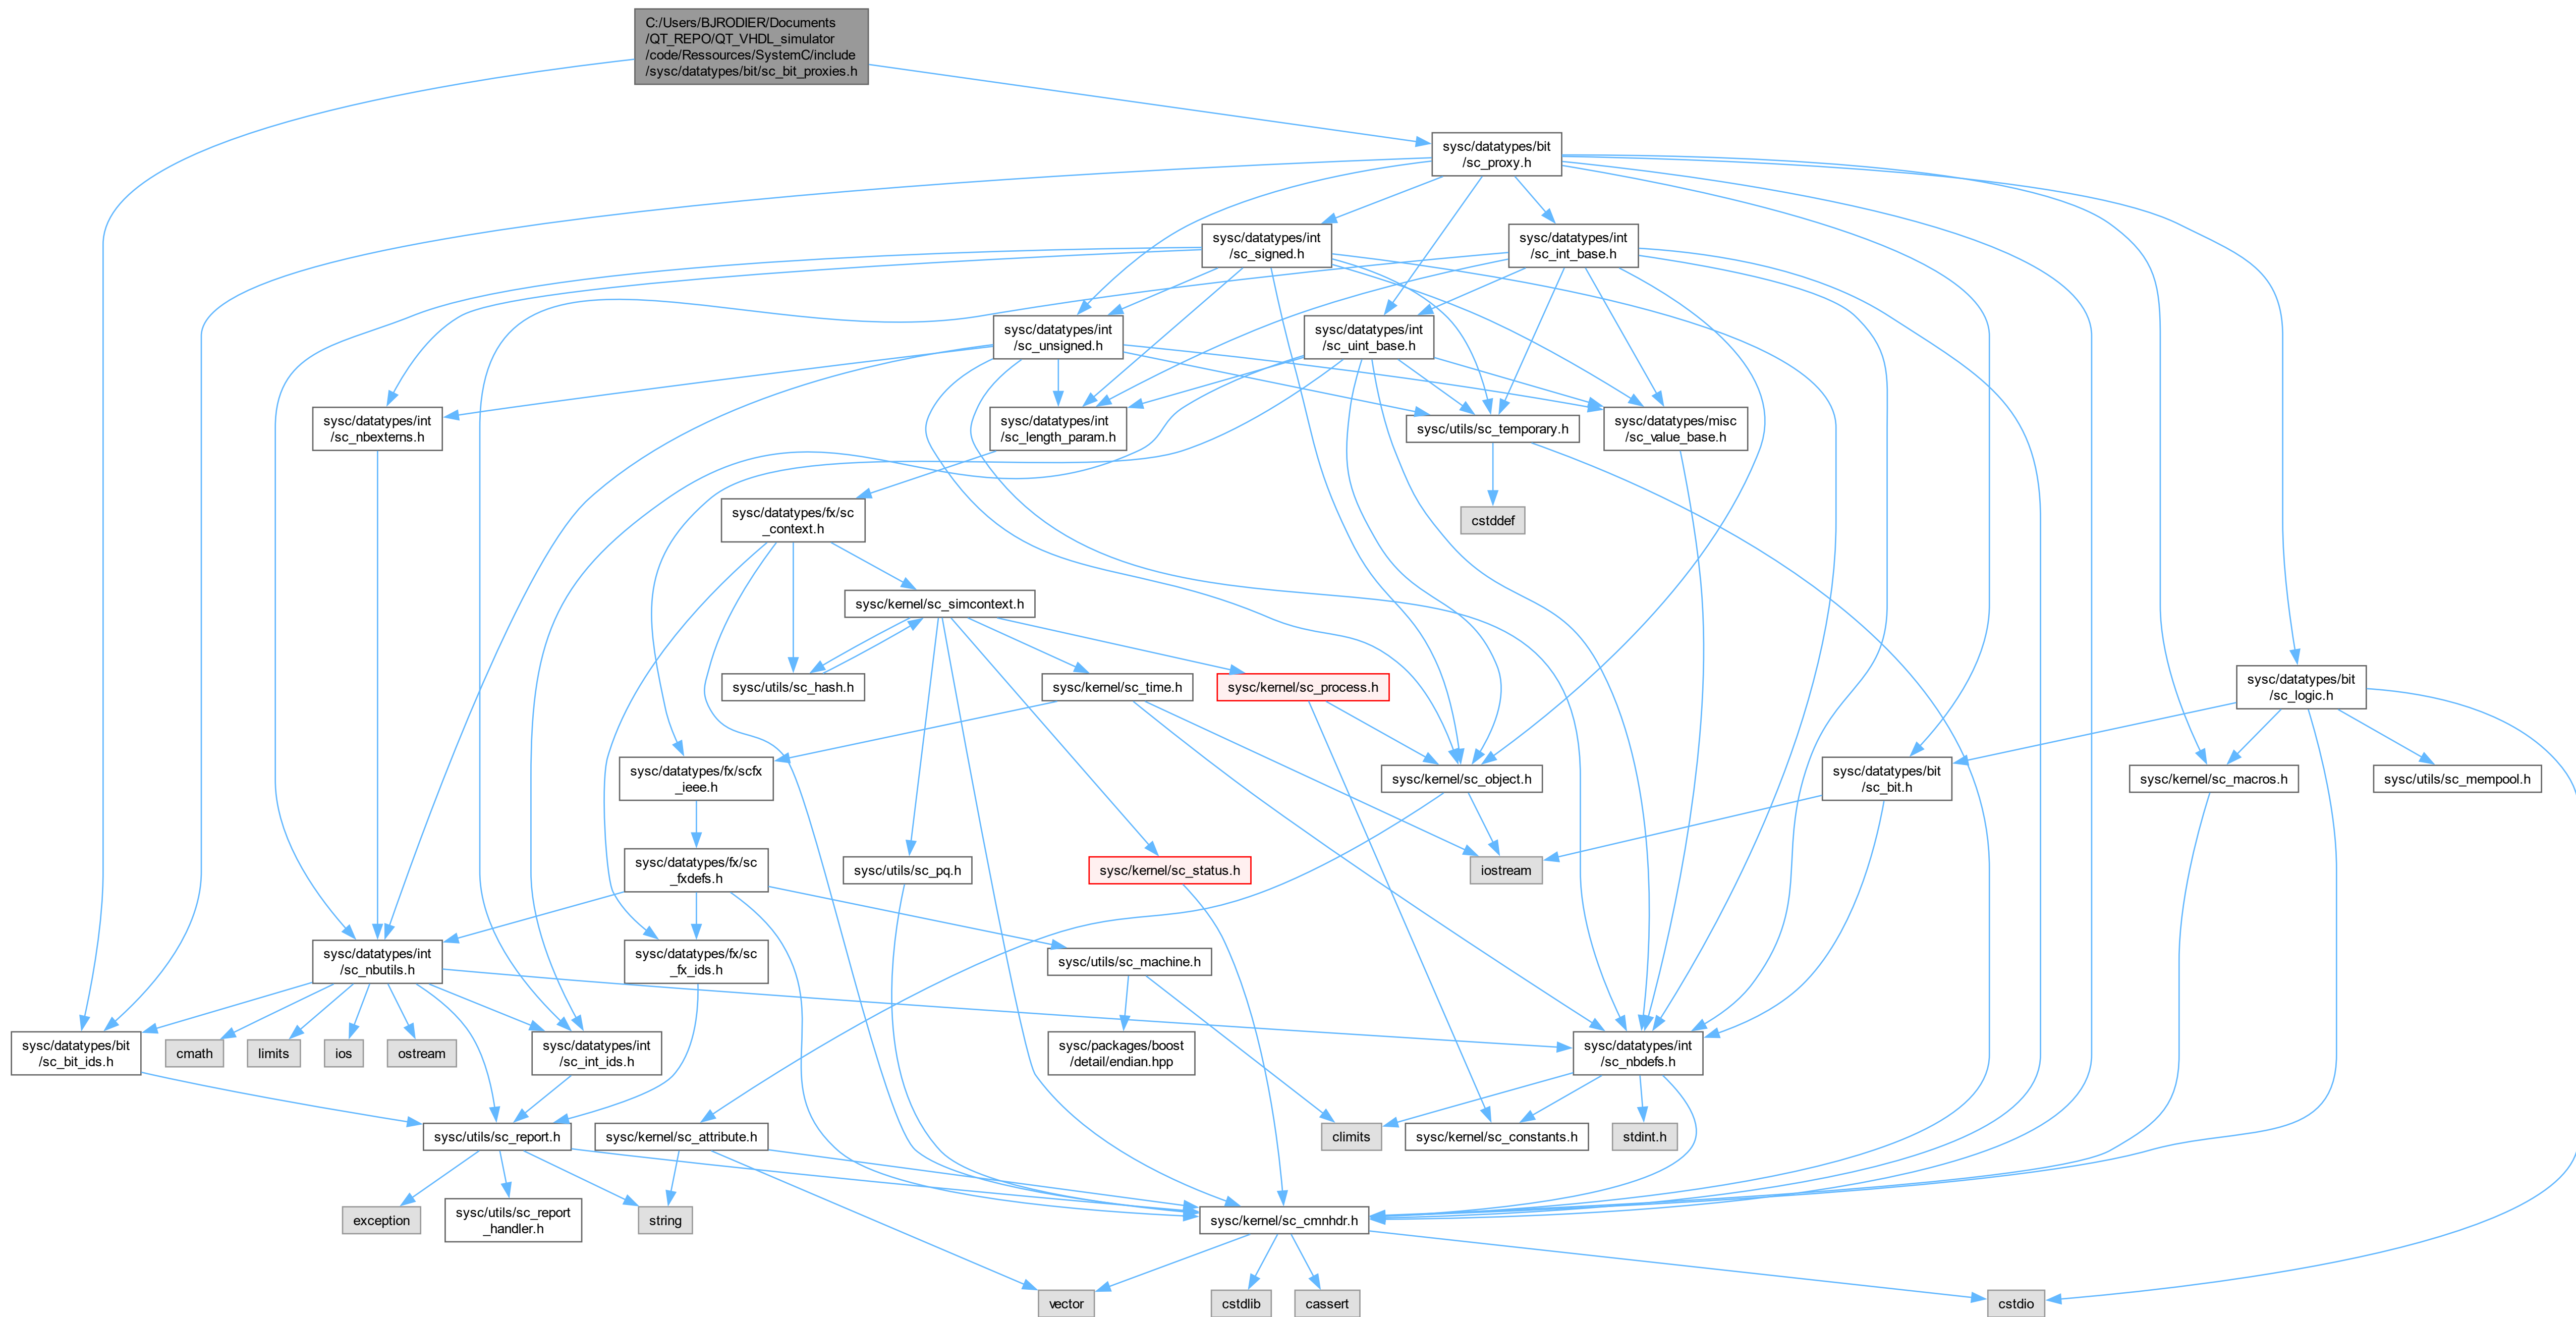 C:/Users/BJRODIER/Documents
/QT_REPO/QT_VHDL_simulator
/code/Ressources/SystemC/include
/sysc/datatypes/bit/sc_bit_proxies.h
sysc/datatypes/bit
/sc_proxy.h
sysc/datatypes/int
/sc_signed.h
sysc/datatypes/int
/sc_int_base.h
sysc/datatypes/int
/sc_unsigned.h
sysc/datatypes/int
/sc_uint_base.h
sysc/datatypes/int
/sc_nbexterns.h
sysc/datatypes/int
/sc_length_param.h
sysc/utils/sc_temporary.h
sysc/datatypes/misc
/sc_value_base.h
sysc/datatypes/fx/sc
_context.h
cstddef
sysc/kernel/sc_simcontext.h
sysc/utils/sc_hash.h
sysc/kernel/sc_time.h
sysc/kernel/sc_process.h
sysc/datatypes/bit
/sc_logic.h
sysc/datatypes/fx/scfx
_ieee.h
sysc/kernel/sc_object.h
sysc/datatypes/bit
/sc_bit.h
sysc/kernel/sc_macros.h
sysc/utils/sc_mempool.h
sysc/datatypes/fx/sc
_fxdefs.h
sysc/utils/sc_pq.h
sysc/kernel/sc_status.h
iostream
sysc/datatypes/int
/sc_nbutils.h
sysc/datatypes/fx/sc
_fx_ids.h
sysc/utils/sc_machine.h
sysc/datatypes/bit
/sc_bit_ids.h
cmath
limits
ios
ostream
sysc/datatypes/int
/sc_int_ids.h
sysc/packages/boost
/detail/endian.hpp
sysc/datatypes/int
/sc_nbdefs.h
sysc/utils/sc_report.h
sysc/kernel/sc_attribute.h
climits
sysc/kernel/sc_constants.h
stdint.h
exception
sysc/utils/sc_report
_handler.h
string
sysc/kernel/sc_cmnhdr.h
vector
cstdlib
cassert
cstdio